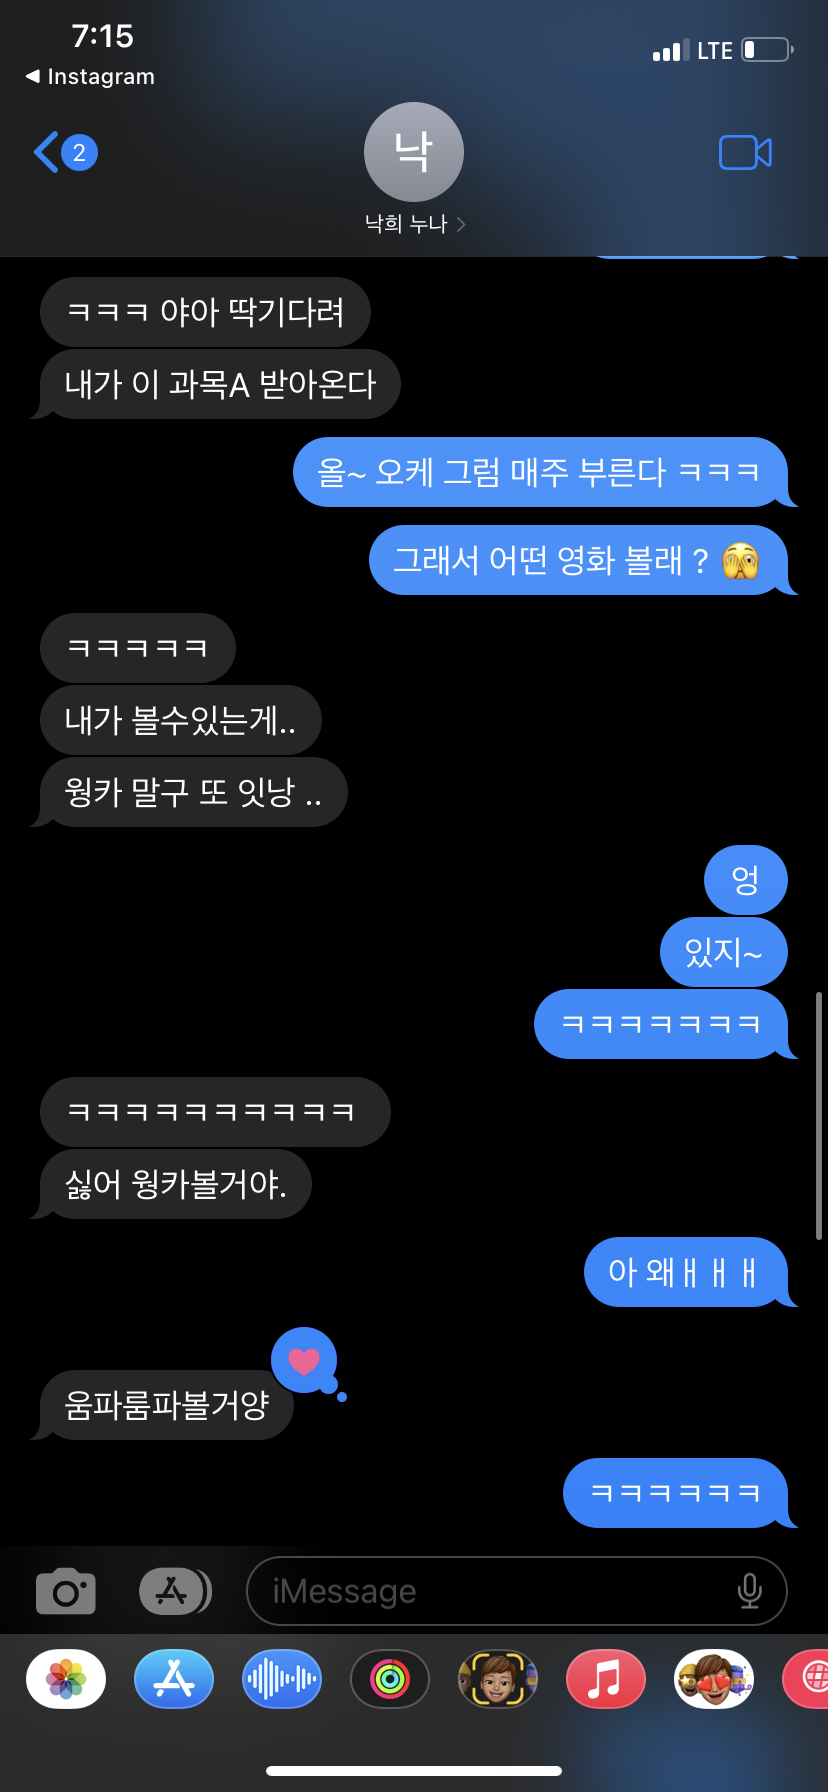 7:15
LTE
◀ Instagram
2
낙
낙희 누나
ㅋㅋㅋ 야아 딱기다려
내가 이 과목A 받아온다
올~ 오케 그럼 매주 부른다 ㅋㅋㅋ
그래서 어떤 영화 볼래 ? 🫣
ㅋㅋㅋㅋㅋ
내가 볼수있는게..
웡카 말구 또 잇낭 ..
엉
있지~
ㅋㅋㅋㅋㅋㅋㅋ
ㅋㅋㅋㅋㅋㅋㅋㅋㅋㅋ
싫어 웡카볼거야.
아 왜ㅐㅐㅐ
움파룸파볼거양
ㅋㅋㅋㅋㅋㅋ
iMessage